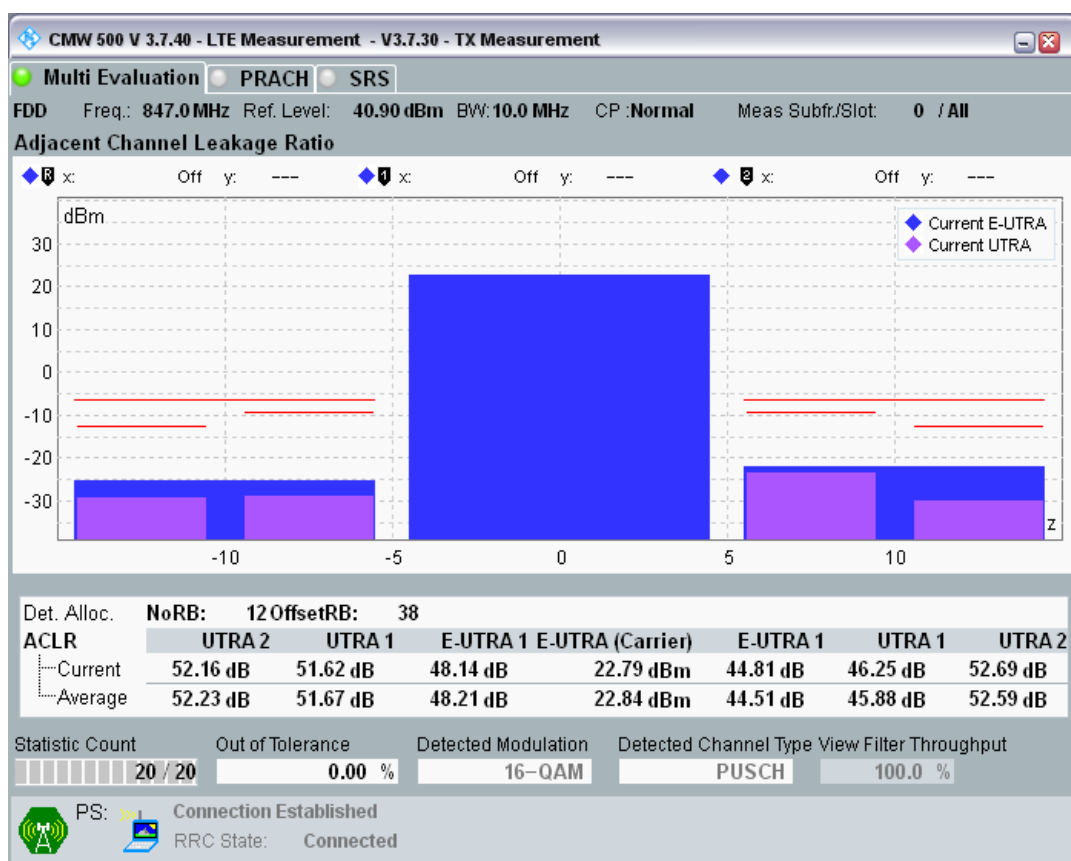 CMW 500 V 3.7.40 - LTE Measurement - V3.7.30 - TX Measurement
Multi Evaluation PRACH SRS
FDD Freq.: 847.0 MHz Ref. Level: 40.90 dBm BW: 10.0 MHz CP :Normal Meas Subfr./Slot: 0 / All
Adjacent Channel Leakage Ratio
R x: Off y: --- 1 x: Off y: --- 2 x: Off y: ---
dBm
Current E-UTRA
Current UTRA
30
20
10
0
-10
-20
-30
z
-10 -5 0 5 10
Det. Alloc. NoRB: 12 OffsetRB: 38
ACLR UTRA 2 UTRA 1 E-UTRA 1 E-UTRA (Carrier) E-UTRA 1 UTRA 1 UTRA 2
Current 52.16 dB 51.62 dB 48.14 dB 22.79 dBm 44.81 dB 46.25 dB 52.69 dB
Average 52.23 dB 51.67 dB 48.21 dB 22.84 dBm 44.51 dB 45.88 dB 52.59 dB
Statistic Count Out of Tolerance Detected Modulation Detected Channel Type View Filter Throughput
20 / 20 0.00 % 16-QAM PUSCH 100.0 %
PS: Connection Established
RRC State: Connected